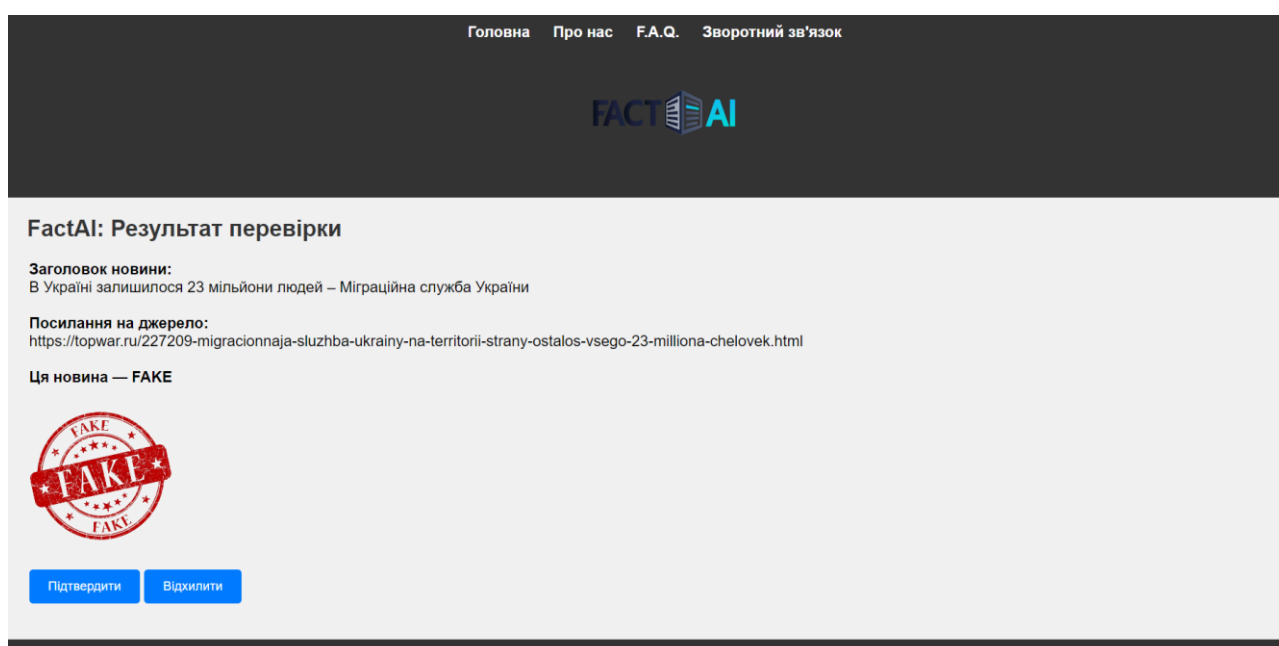 Головна Про нас F.A.Q. Зворотний зв'язок
FACT AI
FactAI: Результат перевірки
Заголовок новини:
В Україні залишилося 23 мільйони людей – Міграційна служба України
Посилання на джерело:
https://topwar.ru/227209-migracionnaja-sluzhba-ukrainy-na-territorii-strany-ostalos-vsego-23-milliona-chelovek.html
Ця новина — FAKE
FAKE
FAKE
FAKE
Підтвердити Відхилити